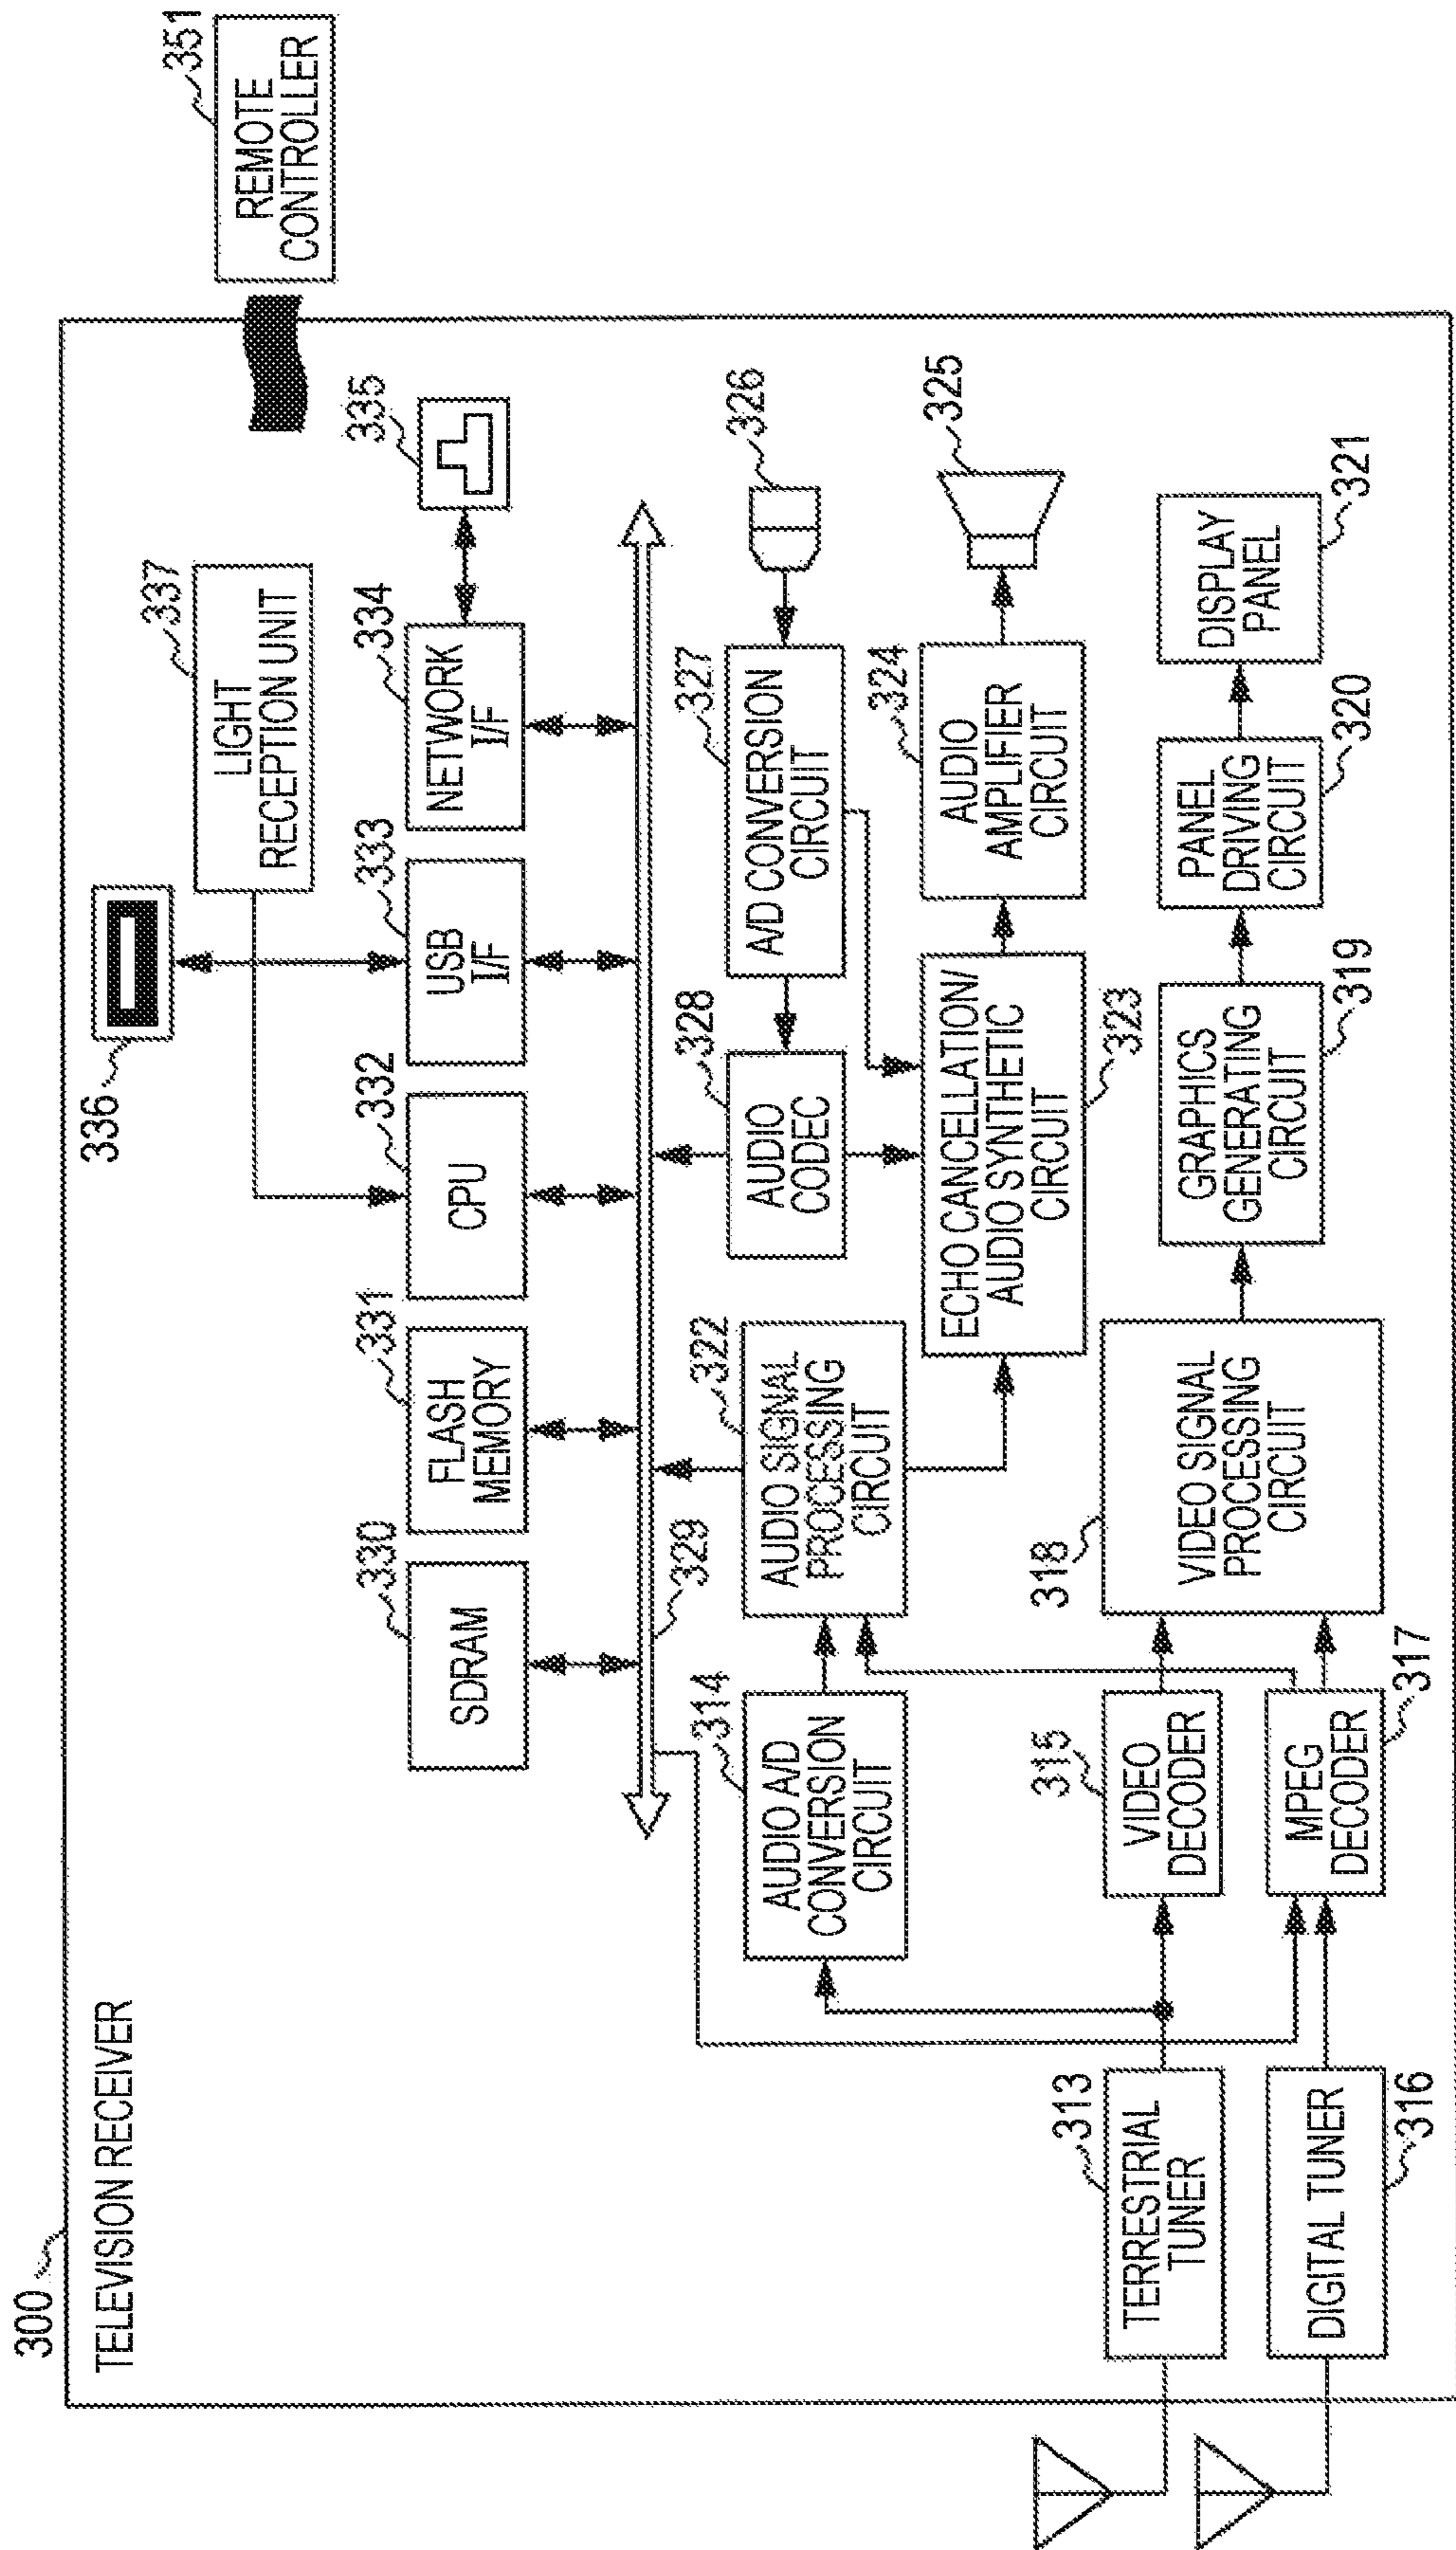 300
TELEVISION RECEIVER
351
REMOTE
CONTROLLER
336
337
LIGHT
RECEPTION UNIT
335
330
SDRAM
331
FLASH
MEMORY
332
CPU
333
USB
I/F
334
NETWORK
I/F
329
314
AUDIO A/D
CONVERSION
CIRCUIT
322
AUDIO SIGNAL
PROCESSING
CIRCUIT
328
AUDIO
CODEC
327
A/D CONVERSION
CIRCUIT
326
ECHO CANCELLATION/
AUDIO SYNTHETIC
CIRCUIT
323
324
AUDIO
AMPLIFIER
CIRCUIT
325
313
TERRESTRIAL
TUNER
315
VIDEO
DECODER
318
VIDEO SIGNAL
PROCESSING
CIRCUIT
GRAPHICS
GENERATING
CIRCUIT
319
PANEL
DRIVING
CIRCUIT
320
DISPLAY
PANEL
321
DIGITAL TUNER
316
MPEG
DECODER
317